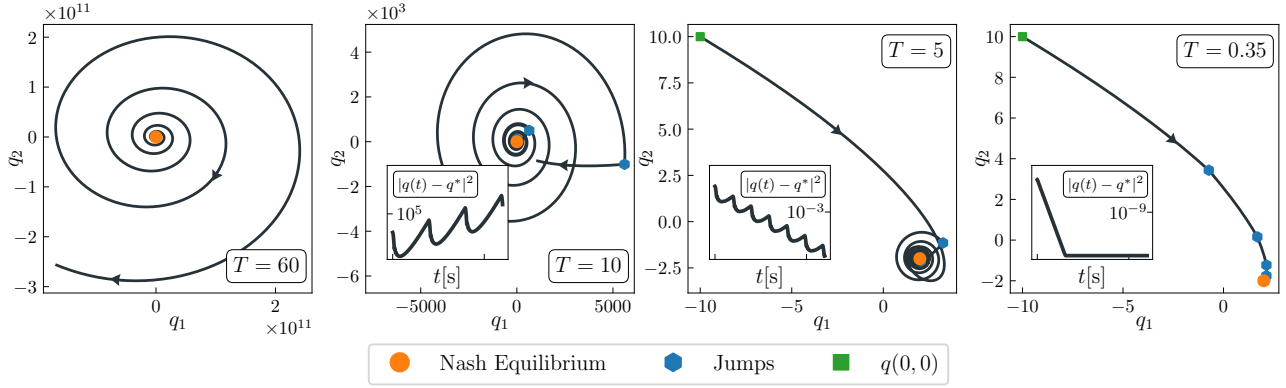 ×10¹¹
2
1
0
−1
−2
−3
q₂
0
2
×10¹¹
q₁
T = 60
×10³
4
2
0
−2
−4
−6
q₂
|q(t) − q*|²
10⁵
t[s]
T = 10
−5000
0
5000
q₁
10.0
7.5
5.0
2.5
0.0
−2.5
q₂
T = 5
|q(t) − q*|²
10⁻³
t[s]
−10
−5
0
q₁
10
8
6
4
2
0
−2
q₂
T = 0.35
|q(t) − q*|²
10⁻⁹
t[s]
−10
−5
0
q₁
Nash Equilibrium
Jumps
q(0, 0)